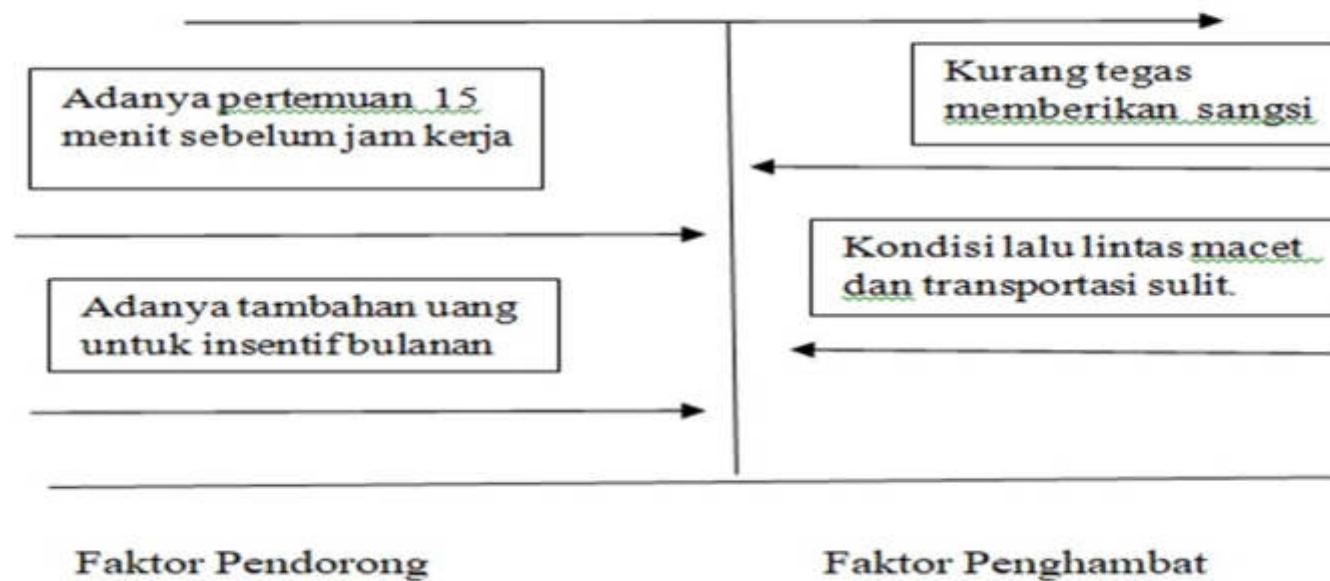 Adanya pertemuan 15
menit sebelum jam kerja
Adanya tambahan uang
untuk insentif bulanan
Kurang tegas
memberikan sangsi
Kondisi lalu lintas macet
dan transportasi sulit.
Faktor Pendorong
Faktor Penghambat